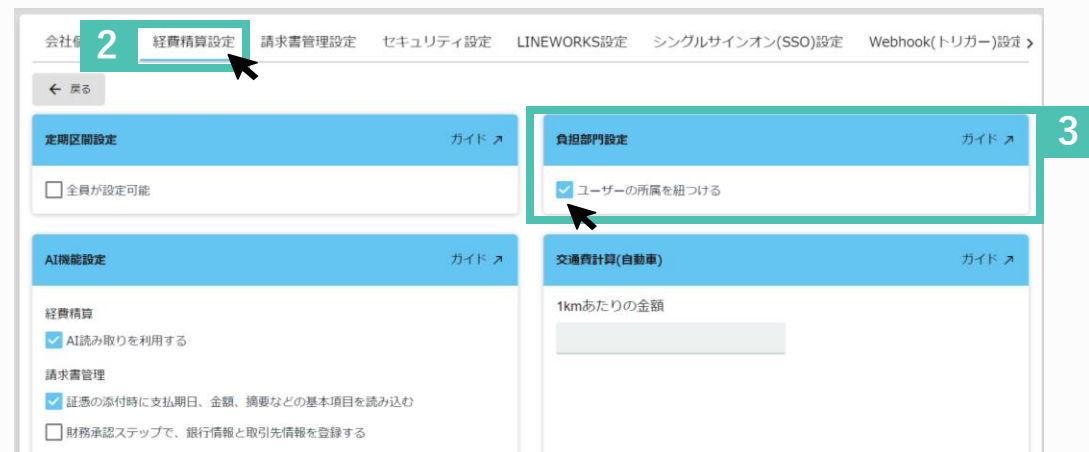 会社 2 経費精算設定 請求書管理設定 セキュリティ設定 LINEWORKS設定 シングルサインオン(SSO)設定 Webhook(トリガー)設定 >
← 戻る
定期区間設定 ガイド ↗
全員が設定可能
負担部門設定 ガイド ↗ 3
ユーザーの所属を紐つける
AI機能設定 ガイド ↗
経費精算
AI読み取りを利用する
請求書管理
証憑の添付時に支払期日、金額、摘要などの基本項目を読み込む
財務承認ステップで、銀行情報と取引先情報を登録する
交通費計算(自動車) ガイド ↗
1kmあたりの金額